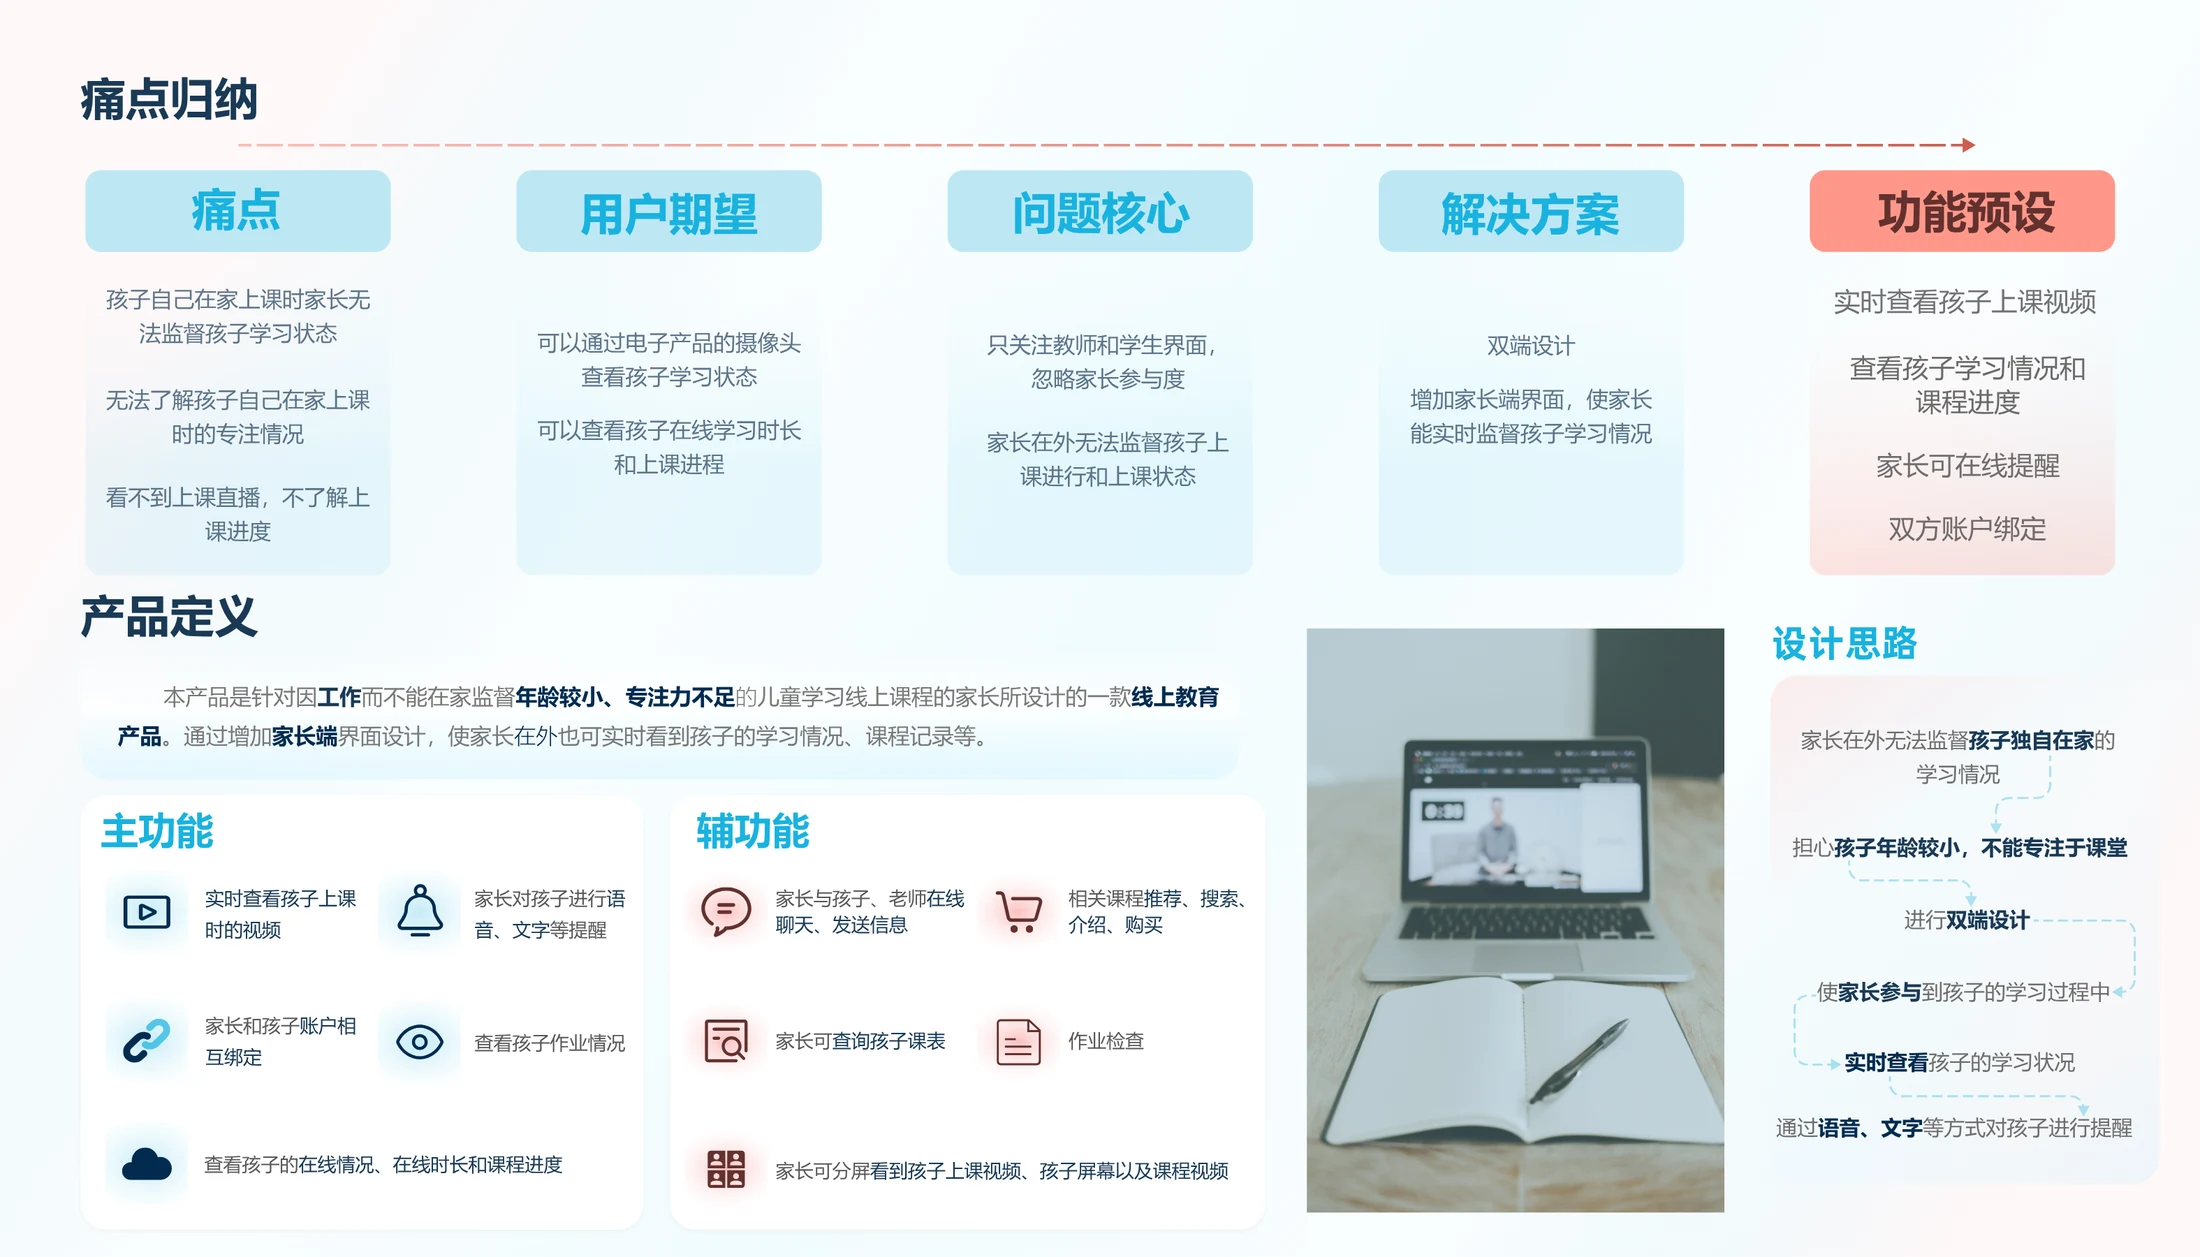 痛点归纳
痛点
孩子自己在家上课时家长无
法监督孩子学习状态
无法了解孩子自己在家上课
时的专注情况
看不到上课直播，不了解上
课进度
用户期望
可以通过电子产品的摄像头
查看孩子学习状态
可以查看孩子在线学习时长
和上课进程
问题核心
只关注教师和学生界面，
忽略家长参与度
家长在外无法监督孩子上
课进行和上课状态
解决方案
双端设计
增加家长端界面，使家长
能实时监督孩子学习情况
功能预设
实时查看孩子上课视频
查看孩子学习情况和
课程进度
家长可在线提醒
双方账户绑定
产品定义
本产品是针对因工作而不能在家监督年龄较小、专注力不足的儿童学习线上课程的家长所设计的一款线上教育
产品。通过增加家长端界面设计，使家长在外也可实时看到孩子的学习情况、课程记录等。
主功能
实时查看孩子上课
时的视频
家长对孩子进行语
音、文字等提醒
家长和孩子账户相
互绑定
查看孩子作业情况
查看孩子的在线情况、在线时长和课程进度
辅功能
家长与孩子、老师在线
聊天、发送信息
相关课程推荐、搜索、
介绍、购买
家长可查询孩子课表
作业检查
家长可分屏看到孩子上课视频、孩子屏幕以及课程视频
设计思路
家长在外无法监督孩子独自在家的
学习情况
担心孩子年龄较小，不能专注于课堂
进行双端设计
使家长参与到孩子的学习过程中
实时查看孩子的学习状况
通过语音、文字等方式对孩子进行提醒